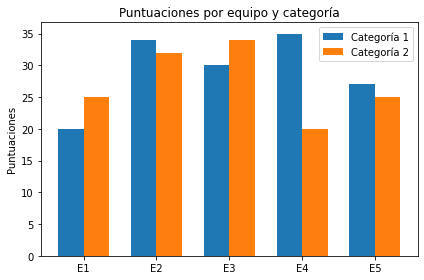 Puntuaciones por equipo y categoría
Categoría 1
Categoría 2
Puntuaciones
35
30
25
20
15
10
5
0
E1 E2 E3 E4 E5